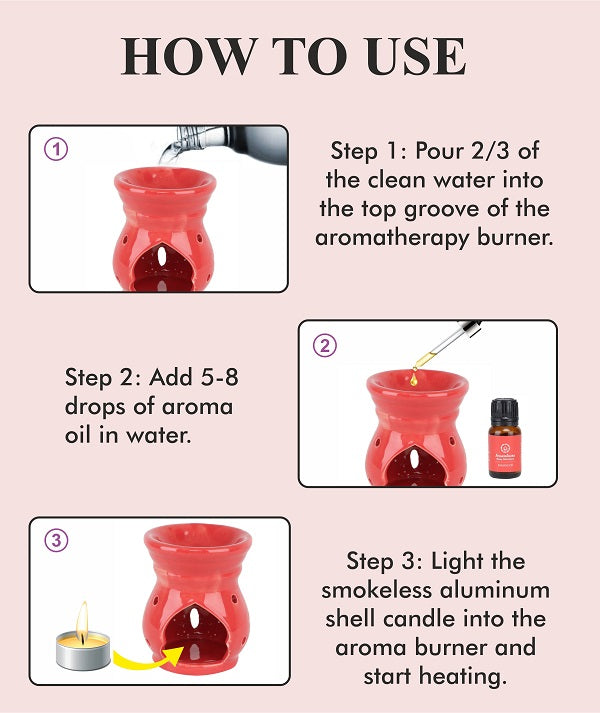 HOW TO USE
1
Step 1: Pour 2/3 of
the clean water into
the top groove of the
aromatherapy burner.
2
Step 2: Add 5-8
drops of aroma
oil in water.
3
Step 3: Light the
smokeless aluminum
shell candle into the
aroma burner and
start heating.